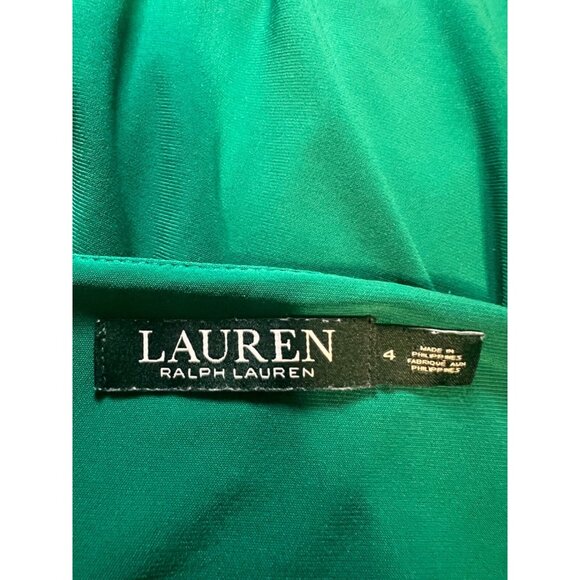 LAUREN
RALPH LAUREN
4
MADE IN
PHILIPPINES
FABRIQUÉ AUX
PHILIPPINES